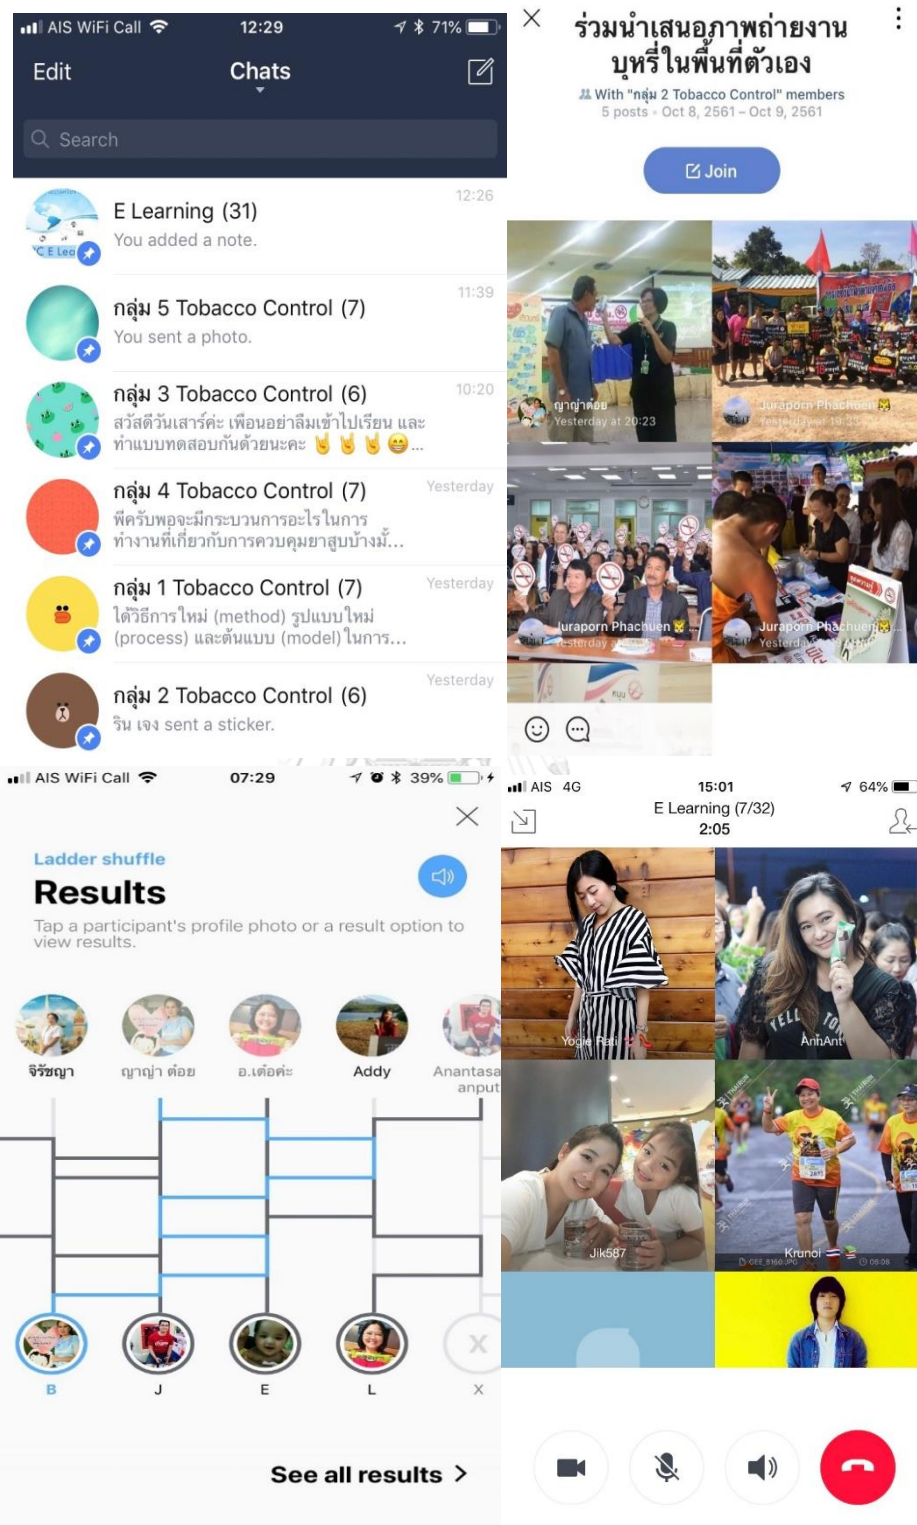 AIS WiFi Call 12:29 71%
Edit Chats
Search
E Learning (31) 12:26
You added a note.
กลุ่ม 5 Tobacco Control (7) 11:39
You sent a photo.
กลุ่ม 3 Tobacco Control (6) 10:20
สวัสดีวันเสาร์ค่ะ เพื่อนอย่าลืมเข้าไปเรียน และ
ทำแบบทดสอบกันด้วยนะคะ 🤘🤘🤘😁...
กลุ่ม 4 Tobacco Control (7) Yesterday
พี่ครับพอจะมีกระบวนการอะไรในการ
ทำงานที่เกี่ยวกับการควบคุมยาสูบบ้างมั้...
กลุ่ม 1 Tobacco Control (7) Yesterday
ได้วิธีการใหม่ (method) รูปแบบใหม่
(process) และต้นแบบ (model) ในการ...
กลุ่ม 2 Tobacco Control (6) Yesterday
ริน เจง sent a sticker.
ร่วมนำเสนอภาพถ่ายงาน
บุหรี่ในพื้นที่ตัวเอง
With "กลุ่ม 2 Tobacco Control" members
5 posts • Oct 8, 2561 – Oct 9, 2561
Join
ญาญ่าต๋อย
Yesterday at 20:23
Juraporn Phachuen
Yesterday at 19:33
Juraporn Phachuen ...
Yesterday
Juraporn Phachuen ...
Yesterday
AIS WiFi Call 07:29 39%
Ladder shuffle
Results
Tap a participant's profile photo or a result option to
view results.
จิรัชญา ญาญ่า ต๋อย อ.เต๋อค่ะ Addy Anantasa
anput
B J E L X
X
See all results >
AIS 4G 15:01 64%
E Learning (7/32)
2:05
Yogie Rati
AnnAnt
Jik587
Krunoi